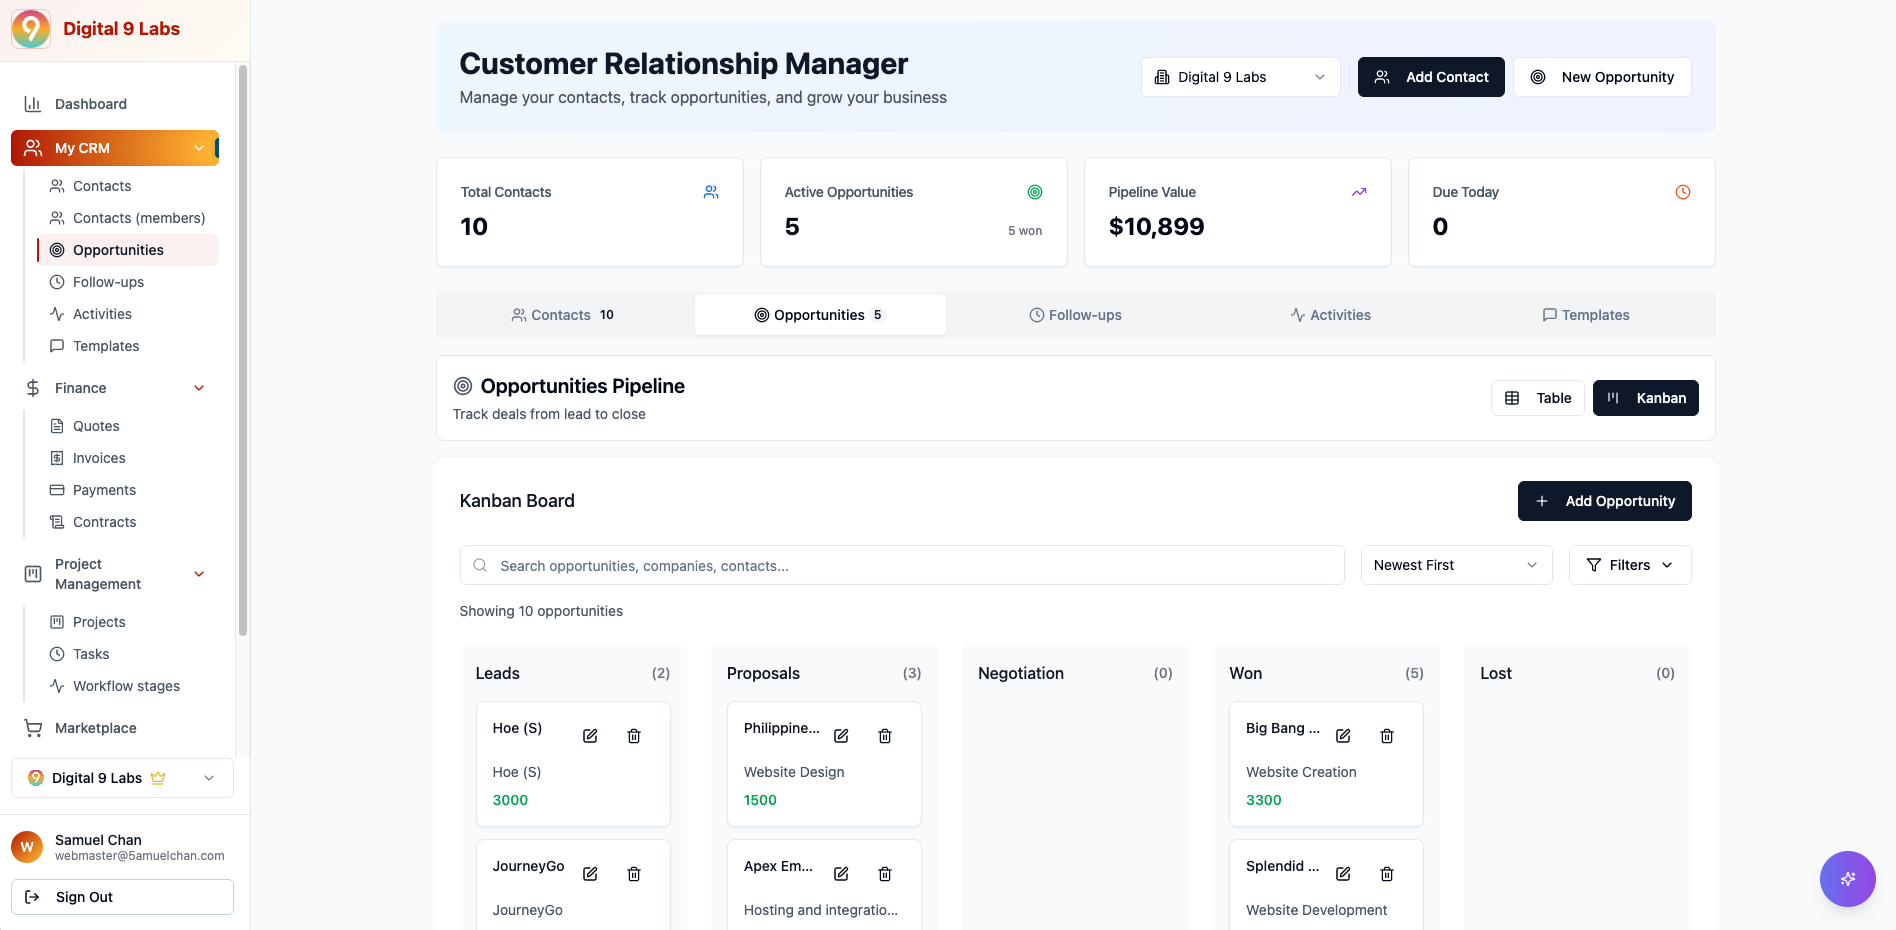 Digital 9 Labs
Dashboard
My CRM
Contacts
Contacts (members)
Opportunities
Follow-ups
Activities
Templates
Finance
Quotes
Invoices
Payments
Contracts
Project
Management
Projects
Tasks
Workflow stages
Marketplace
Digital 9 Labs
W
Samuel Chan
webmaster@5amuelchan.com
Sign Out
Customer Relationship Manager
Manage your contacts, track opportunities, and grow your business
Digital 9 Labs
Add Contact
New Opportunity
Total Contacts
10
Active Opportunities
5
5 won
Pipeline Value
$10,899
Due Today
0
Contacts 10
Opportunities 5
Follow-ups
Activities
Templates
Opportunities Pipeline
Track deals from lead to close
Table
Kanban
Kanban Board
Add Opportunity
Search opportunities, companies, contacts...
Newest First
Filters
Showing 10 opportunities
Leads (2)
Hoe (S)
Hoe (S)
3000
JourneyGo
JourneyGo
Proposals (3)
Philippine...
Website Design
1500
Apex Em...
Hosting and integratio...
Negotiation (0)
Won (5)
Big Bang ...
Website Creation
3300
Splendid ...
Website Development
Lost (0)